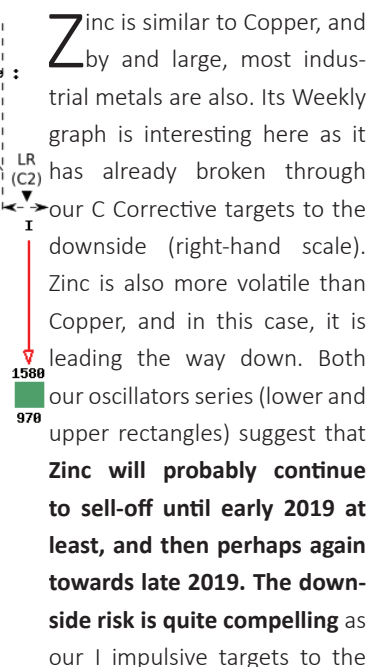 Zinc is similar to Copper, and
by and large, most indus-
trial metals are also. Its Weekly
graph is interesting here as it
has already broken through
our C Corrective targets to the
downside (right-hand scale).
Zinc is also more volatile than
Copper, and in this case, it is
leading the way down. Both
our oscillators series (lower and
upper rectangles) suggest that
Zinc will probably continue
to sell-off until early 2019 at
least, and then perhaps again
towards late 2019. The down-
side risk is quite compelling as
our I impulsive targets to the
LR
(C2)
I
1580
970